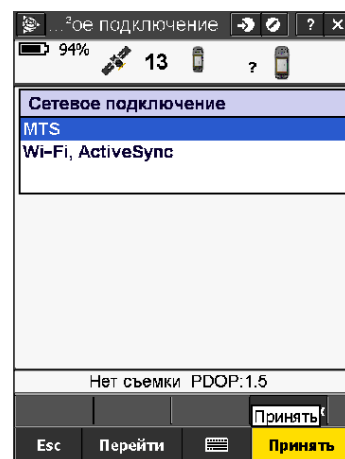 ...²ое подключение ? ×
94% 13 ?
Сетевое подключение
MTS
Wi-Fi, ActiveSync
Нет съемки PDOP:1.5
Принять
Esc Перейти Принять